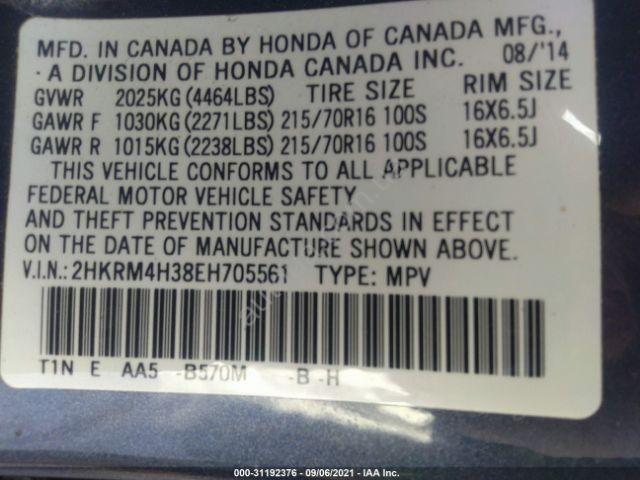 MFD. IN CANADA BY HONDA OF CANADA MFG.,
A DIVISION OF HONDA CANADA INC. 08/'14
GVWR 2025KG (4464LBS) TIRE SIZE RIM SIZE
GAWR F 1030KG (2271LBS) 215/70R16 100S 16X6.5J
GAWR R 1015KG (2238LBS) 215/70R16 100S 16X6.5J
THIS VEHICLE CONFORMS TO ALL APPLICABLE
FEDERAL MOTOR VEHICLE SAFETY
AND THEFT PREVENTION STANDARDS IN EFFECT
ON THE DATE OF MANUFACTURE SHOWN ABOVE.
V.I.N.: 2HKRM4H38EH705561 TYPE: MPV
T1N E AA5 -B570M -B -H
000-31192376 - 09/06/2021 - IAA Inc.